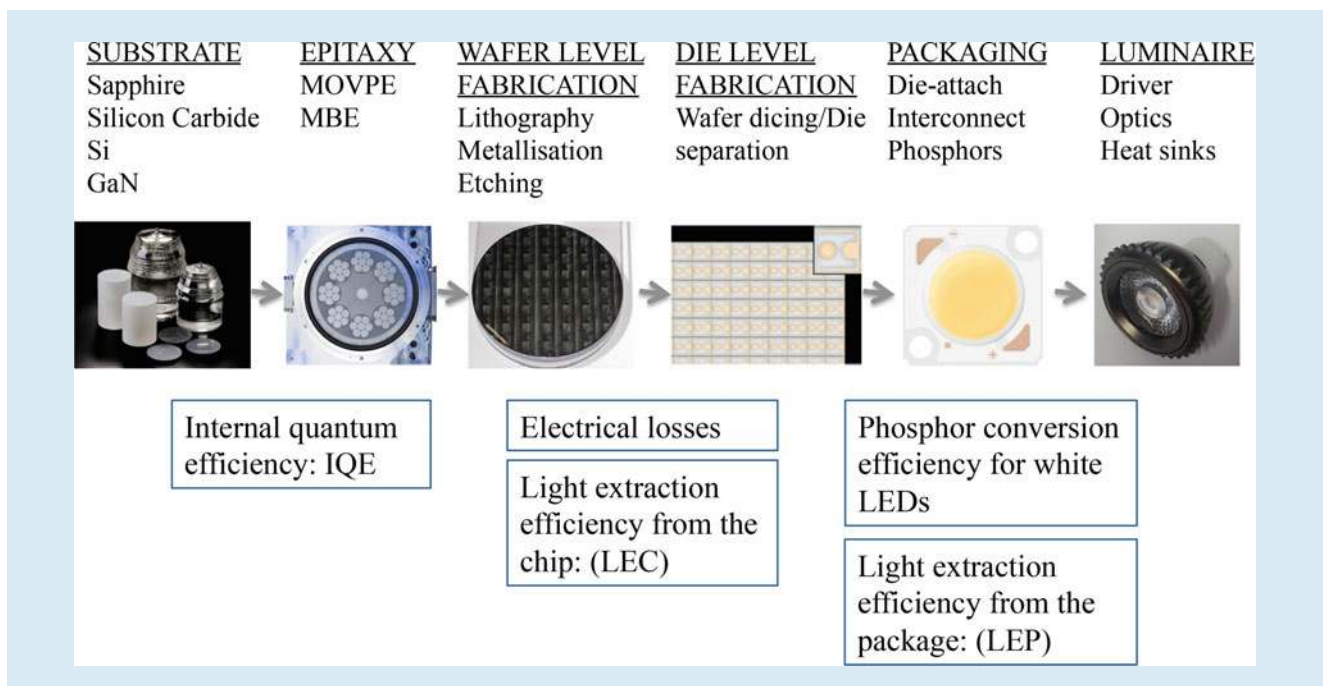 SUBSTRATE
Sapphire
Silicon Carbide
Si
GaN
EPITAXY
MOVPE
MBE
WAFER LEVEL
FABRICATION
Lithography
Metallisation
Etching
DIE LEVEL
FABRICATION
Wafer dicing/Die
separation
PACKAGING
Die-attach
Interconnect
Phosphors
LUMINAIRE
Driver
Optics
Heat sinks
Internal quantum
efficiency: IQE
Electrical losses
Light extraction
efficiency from the
chip: (LEC)
Phosphor conversion
efficiency for white
LEDs
Light extraction
efficiency from the
package: (LEP)